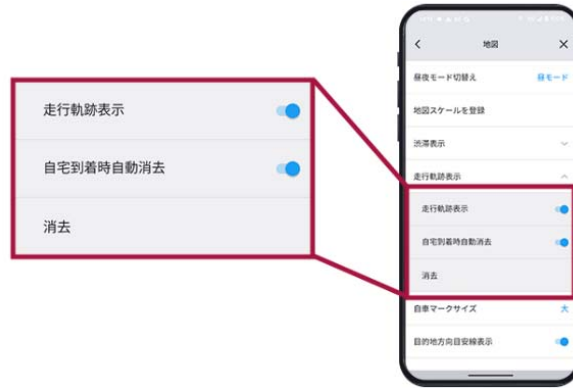 走行軌跡表示
自宅到着時自動消去
消去
地図
昼夜モード切替え
昼モード
地図スケールを登録
渋滞表示
走行軌跡表示
走行軌跡表示
自宅到着時自動消去
消去
自車マークサイズ
大
目的地方向目安線表示